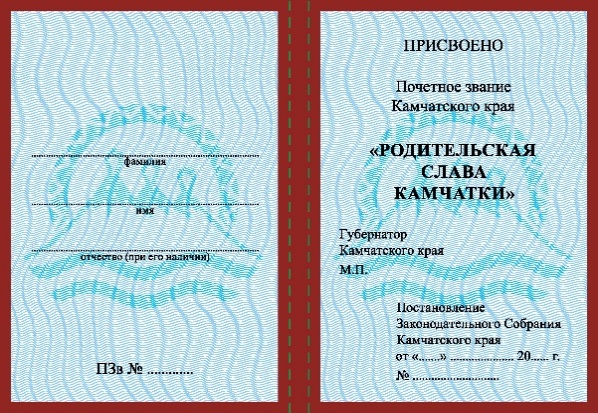 фамилия
имя
отчество (при его наличии)
ПЗв № .............
ПРИСВОЕНО
Почетное звание
Камчатского края
«РОДИТЕЛЬСКАЯ
СЛАВА
КАМЧАТКИ»
Губернатор
Камчатского края
М.П.
Постановление
Законодательного Собрания
Камчатского края
от «......» ...................... 20...... г.
№ .............................